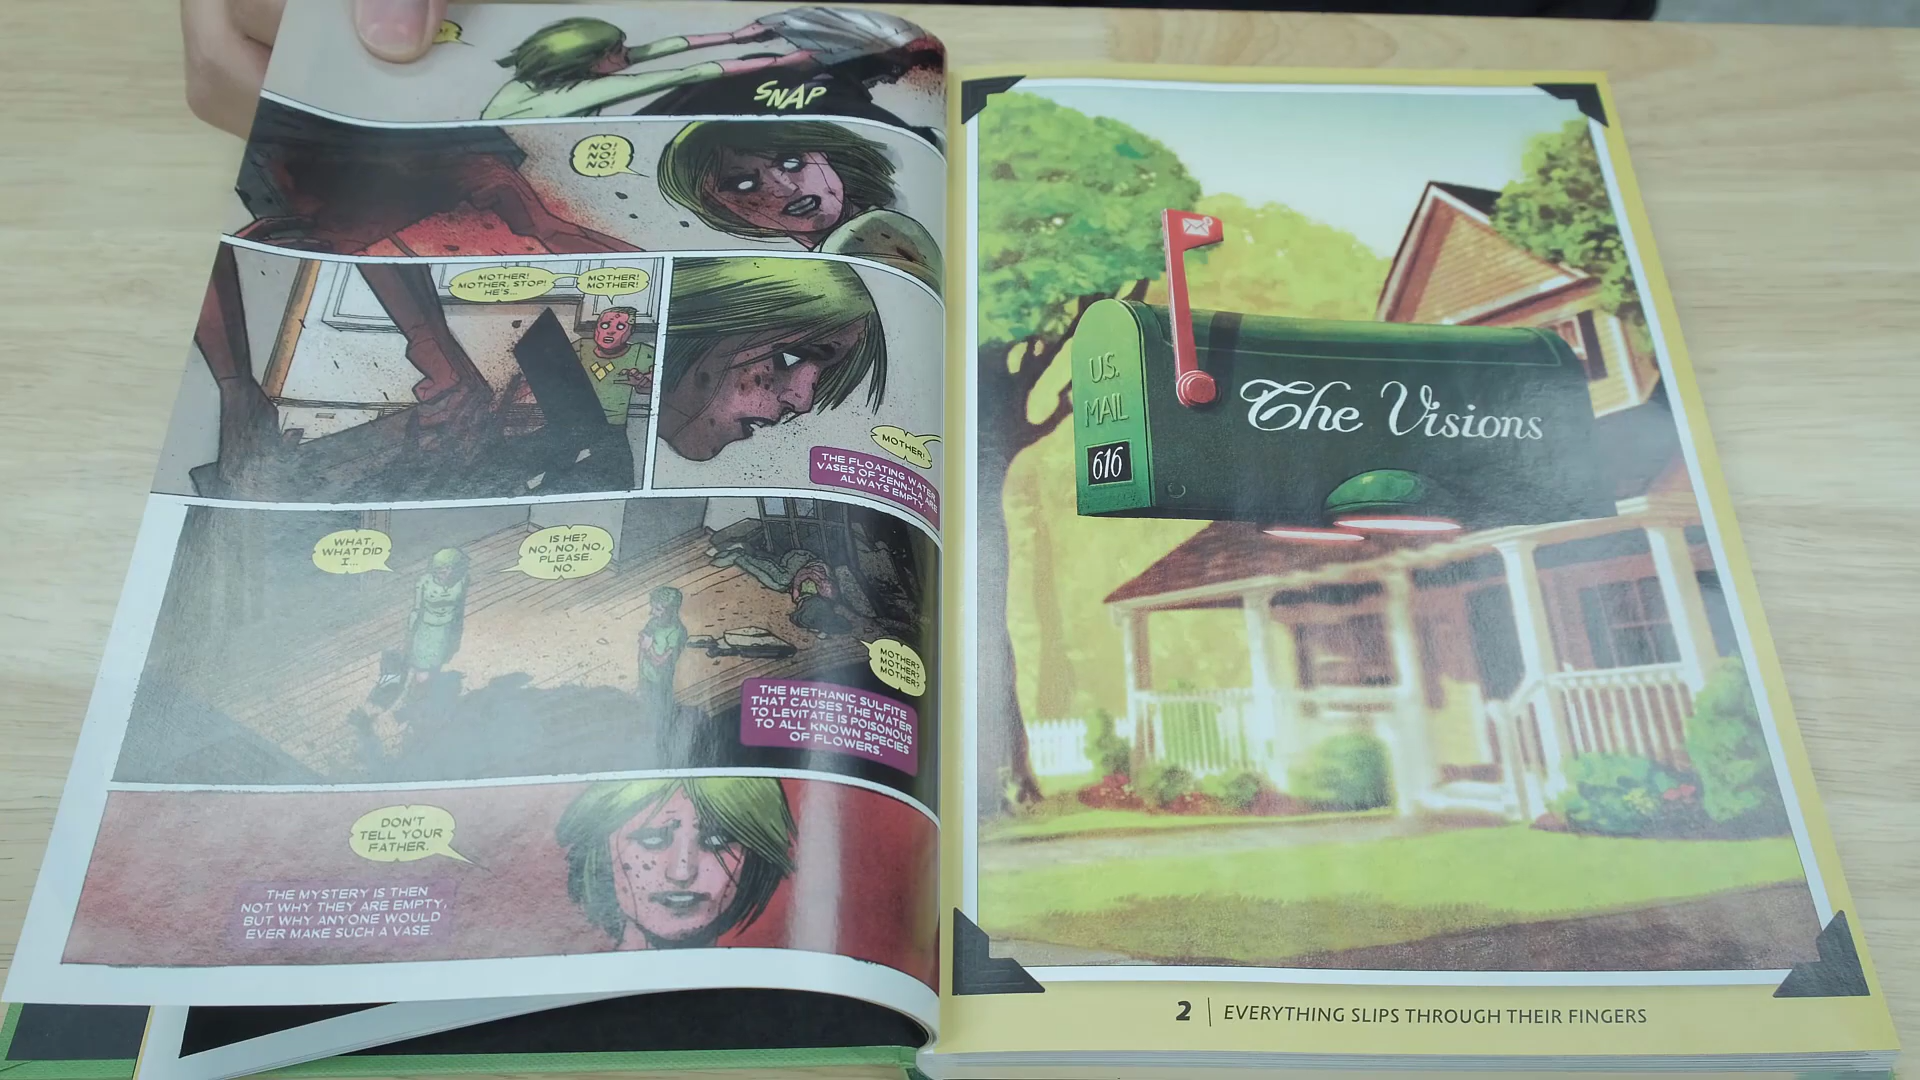 SNAP
NO!
NO!
NO!
MOTHER!
MOTHER, STOP!
HE'S...
MOTHER!
MOTHER!
MOTHER!
THE FLOATING WATER
VASES OF ZENN-LA ARE
ALWAYS EMPTY.
WHAT,
WHAT DID
I...
IS HE?
NO, NO, NO,
PLEASE.
NO.
MOTHER?
MOTHER?
MOTHER?
THE METHANIC SULFITE
THAT CAUSES THE WATER
TO LEVITATE IS POISONOUS
TO ALL KNOWN SPECIES
OF FLOWERS.
DON'T
TELL YOUR
FATHER.
THE MYSTERY IS THEN
NOT WHY THEY ARE EMPTY,
BUT WHY ANYONE WOULD
EVER MAKE SUCH A VASE.
U.S.
MAIL
616
The Visions
2 | EVERYTHING SLIPS THROUGH THEIR FINGERS